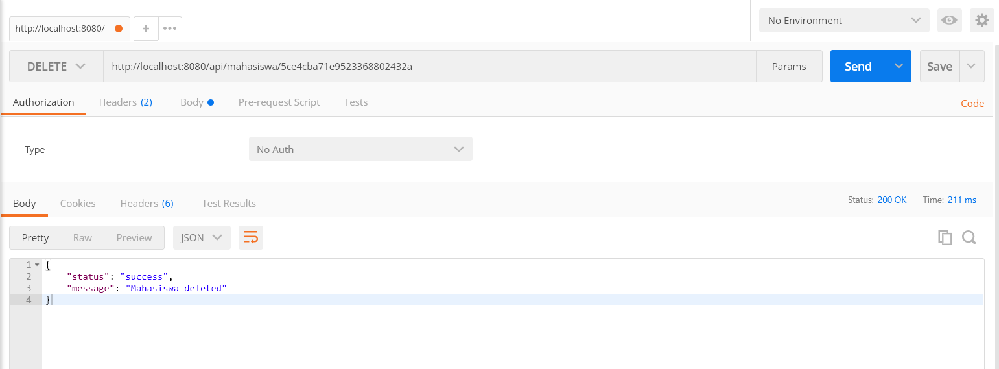 http://localhost:8080/ + ••• No Environment
DELETE http://localhost:8080/api/mahasiswa/5ce4cba71e9523368802432a Params Send Save
Authorization Headers (2) Body Pre-request Script Tests Code
Type No Auth
Body Cookies Headers (6) Test Results Status: 200 OK Time: 211 ms
Pretty Raw Preview JSON
1 {
2 "status": "success",
3 "message": "Mahasiswa deleted"
4 }